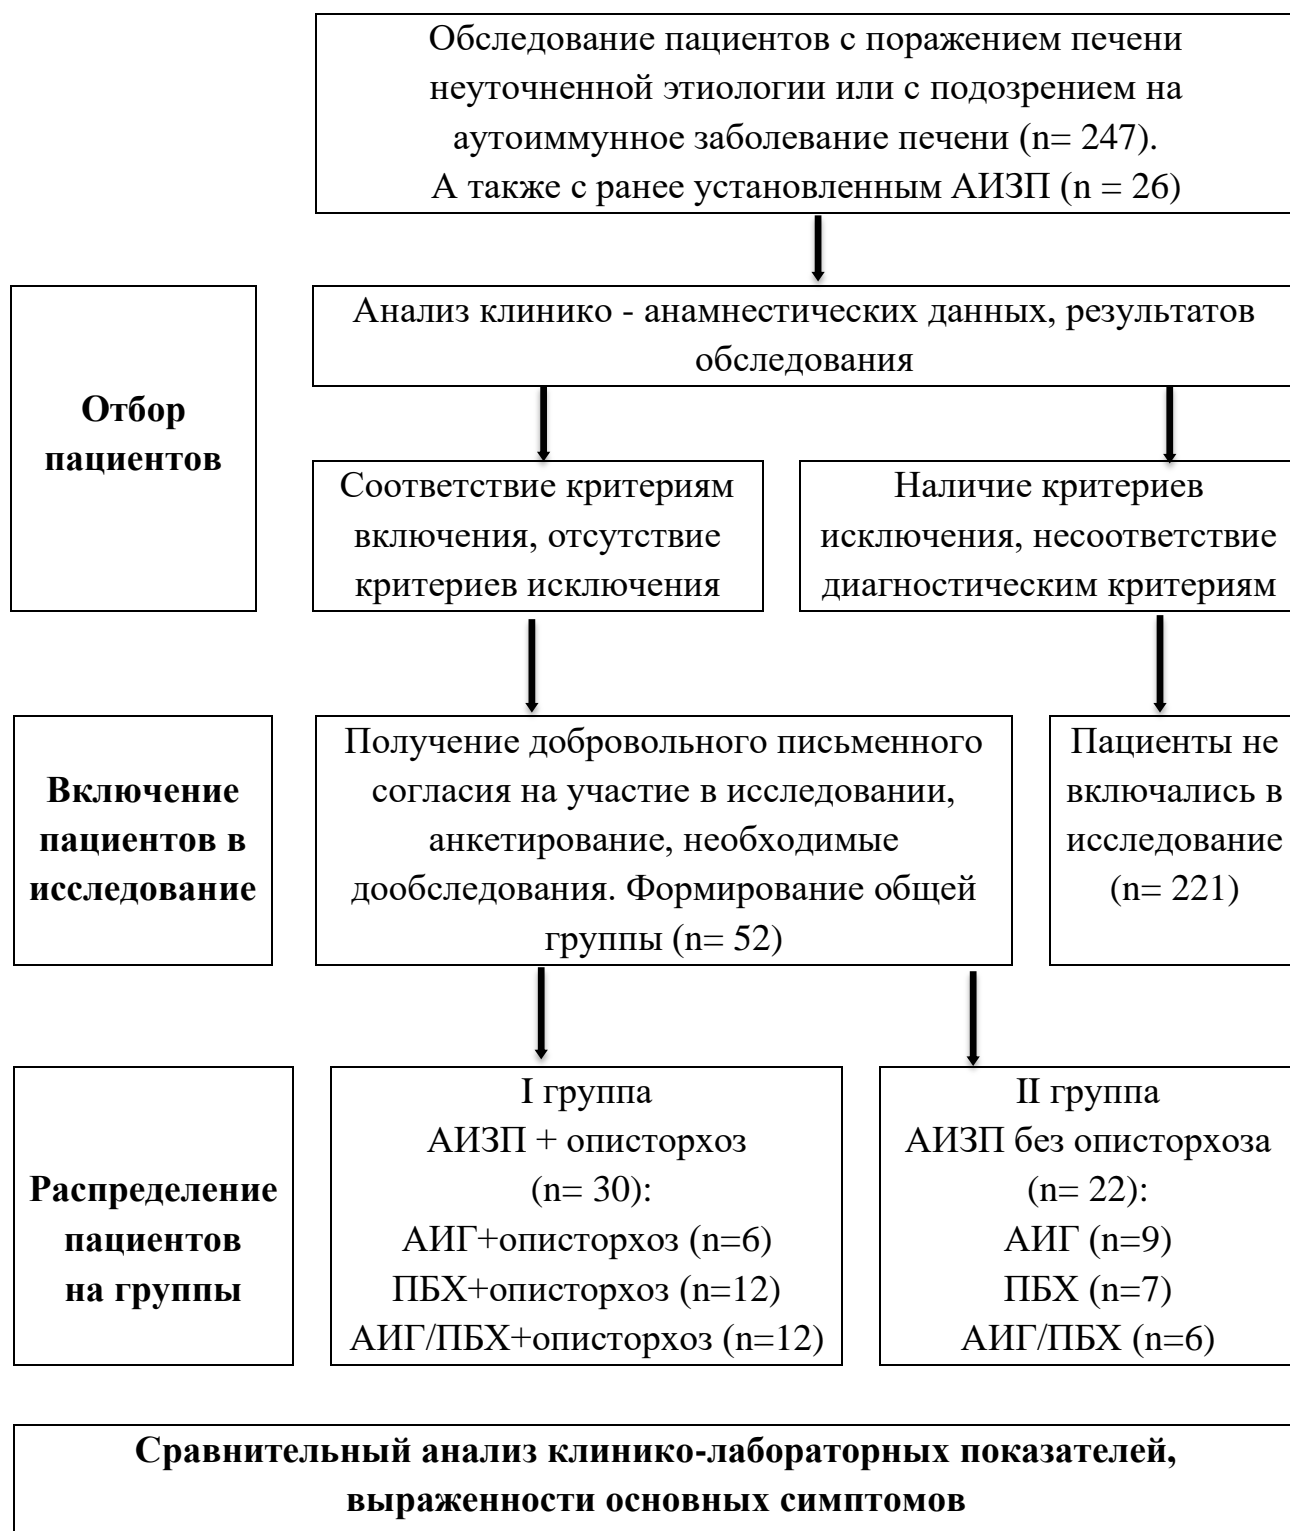 Обследование пациентов с поражением печени
неуточненной этиологии или с подозрением на
аутоиммунное заболевание печени (n= 247).
А также с ранее установленным АИЗП (n = 26)
Отбор
пациентов
Анализ клинико - анамнестических данных, результатов
обследования
Соответствие критериям
включения, отсутствие
критериев исключения
Наличие критериев
исключения, несоответствие
диагностическим критериям
Включение
пациентов в
исследование
Получение добровольного письменного
согласия на участие в исследовании,
анкетирование, необходимые
дообследования. Формирование общей
группы (n= 52)
Пациенты не
включались в
исследование
(n= 221)
Распределение
пациентов
на группы
I группа
АИЗП + описторхоз
(n= 30):
АИГ+описторхоз (n=6)
ПБХ+описторхоз (n=12)
АИГ/ПБХ+описторхоз (n=12)
II группа
АИЗП без описторхоза
(n= 22):
АИГ (n=9)
ПБХ (n=7)
АИГ/ПБХ (n=6)
Сравнительный анализ клинико-лабораторных показателей,
выраженности основных симптомов